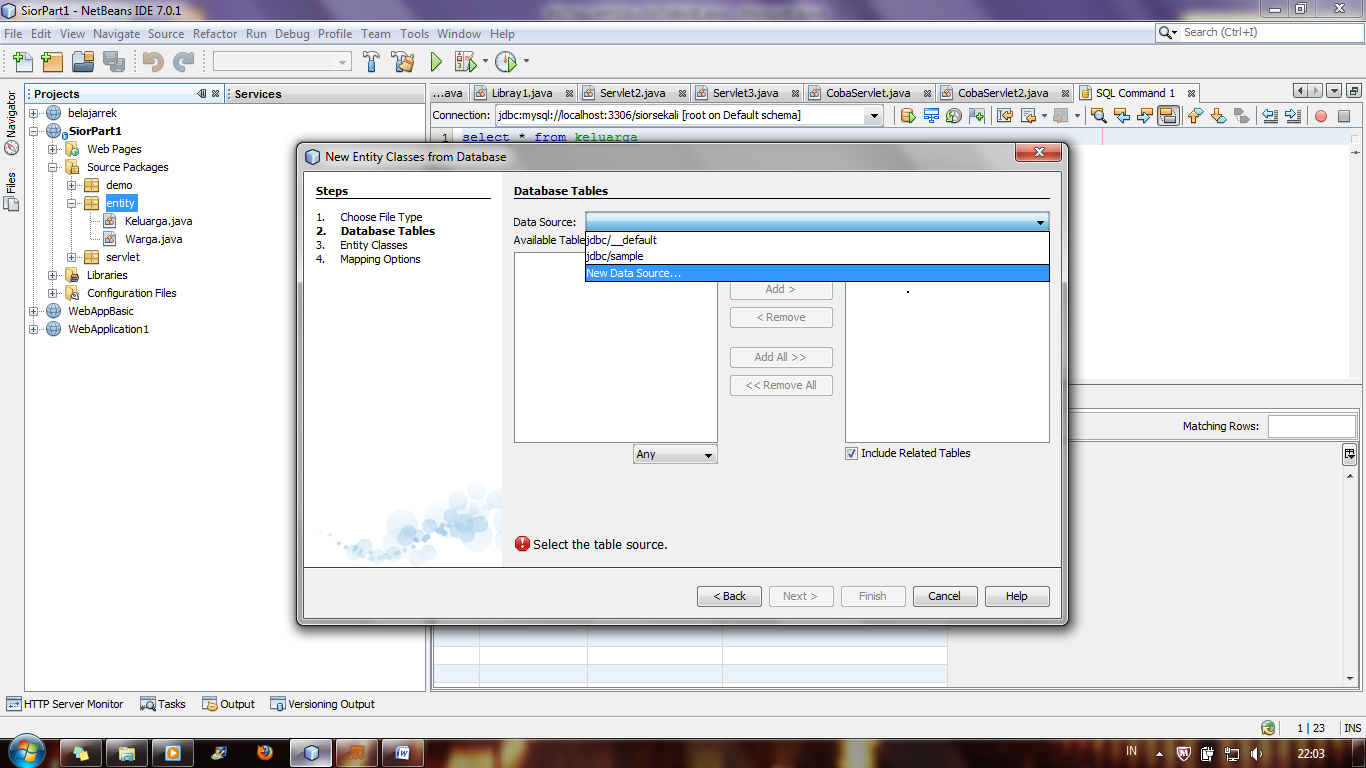 SiorPart1 - NetBeans IDE 7.0.1
File Edit View Navigate Source Refactor Run Debug Profile Team Tools Window Help
Search (Ctrl+I)
Projects
Services
...ava
Libray1.java
Servlet2.java
Servlet3.java
CobaServlet.java
CobaServlet2.java
SQL Command 1
Navigator
Files
Connection: jdbc:mysql://localhost:3306/siorsekali [root on Default schema]
1 select * from keluarga
belajarrek
SiorPart1
Web Pages
Source Packages
demo
entity
Keluarga.java
Warga.java
servlet
Libraries
Configuration Files
WebAppBasic
WebApplication1
New Entity Classes from Database
Steps
1. Choose File Type
2. Database Tables
3. Entity Classes
4. Mapping Options
Database Tables
Data Source:
Available Table
jdbc/__default
jdbc/sample
New Data Source...
Add >
< Remove
Add All >>
<< Remove All
Any
Include Related Tables
Select the table source.
< Back
Next >
Finish
Cancel
Help
Matching Rows:
HTTP Server Monitor
Tasks
Output
Versioning Output
1 | 23
INS
IN
22:03